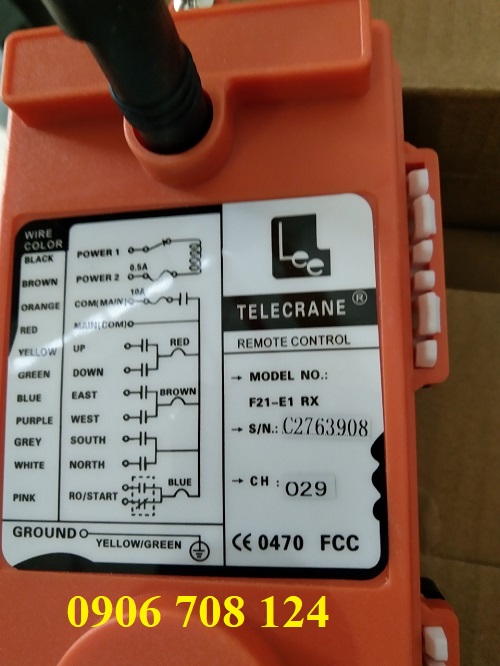 WIRE
COLOR
BLACK POWER 1
0.5A
BROWN POWER 2
10A
ORANGE COM(MAIN)
RED MAIN(COM)
YELLOW UP RED
GREEN DOWN
BLUE EAST BROWN
PURPLE WEST
GREY SOUTH
WHITE NORTH
BLUE
PINK RO/START
GROUND
YELLOW/GREEN
Lee
TELECRANE ®
REMOTE CONTROL
→ MODEL NO.:
F21-E1 RX
→ S/N.: C2763908
→ CH : 029
CE 0470 FCC
0906 708 124